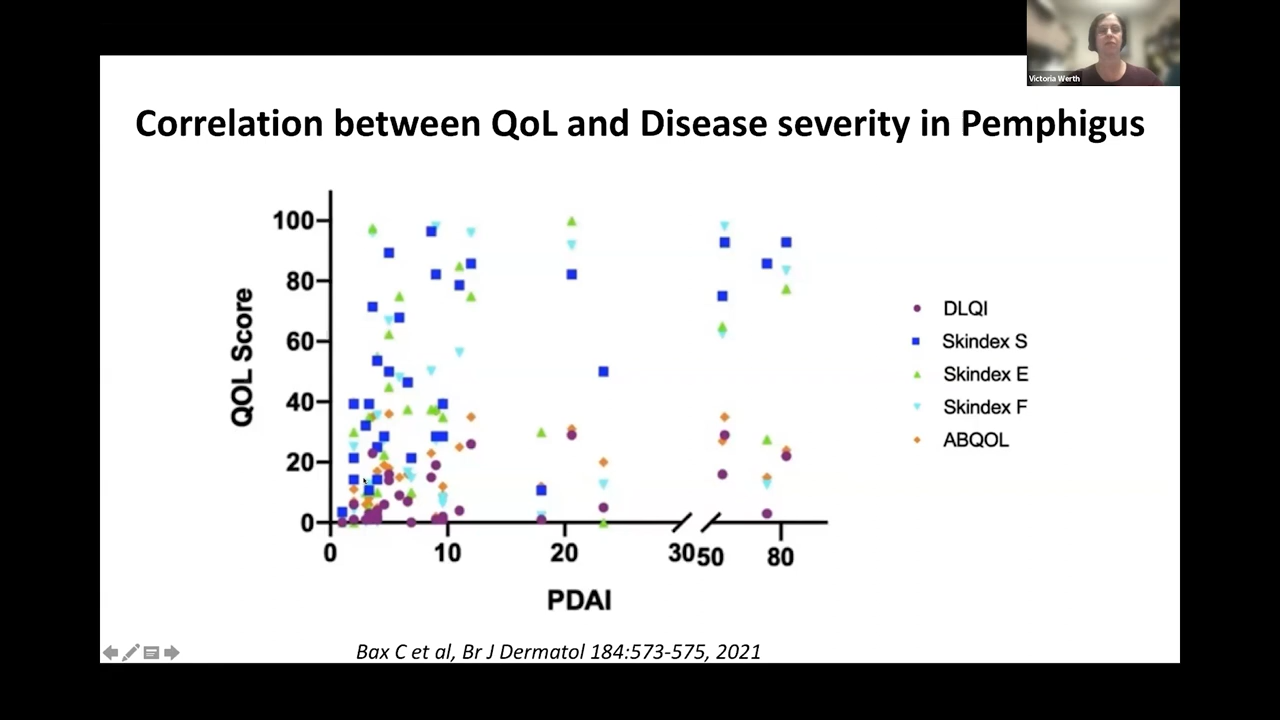 Victoria Werth
Correlation between QoL and Disease severity in Pemphigus
100
80
60
40
20
0
QOL Score
0 10 20 30 50 80
PDAI
DLQI
Skindex S
Skindex E
Skindex F
ABQOL
Bax C et al, Br J Dermatol 184:573-575, 2021